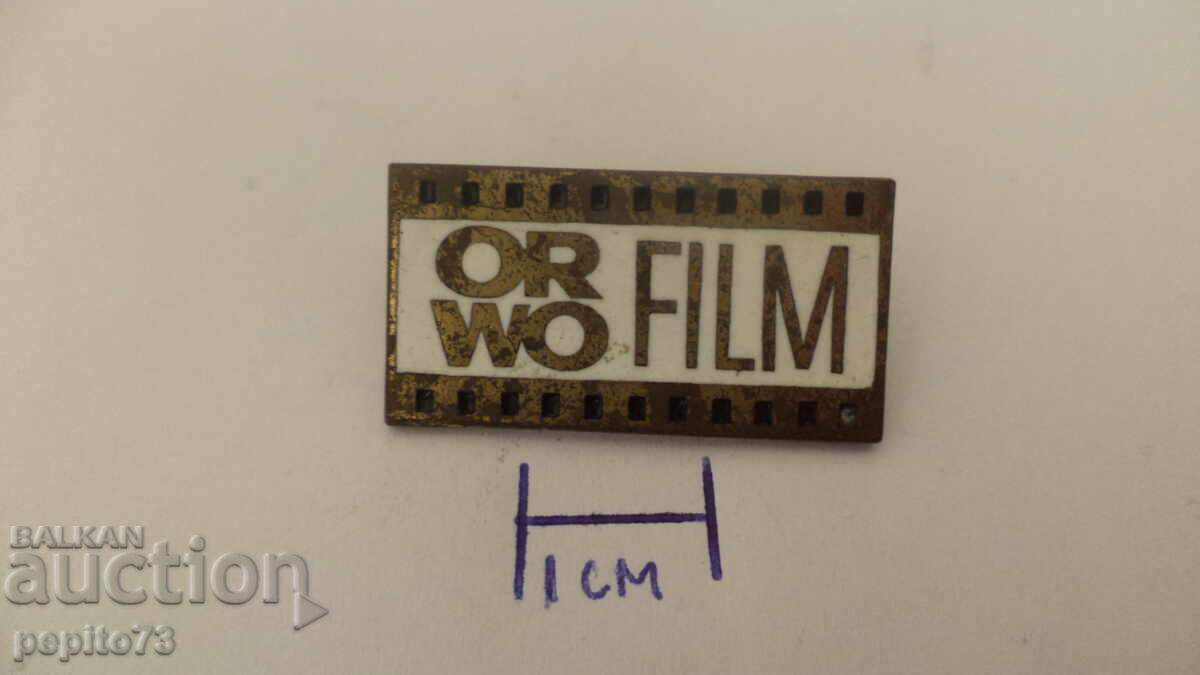 OR FILM
WO
1 CM
BALKAN
auction
pepito73